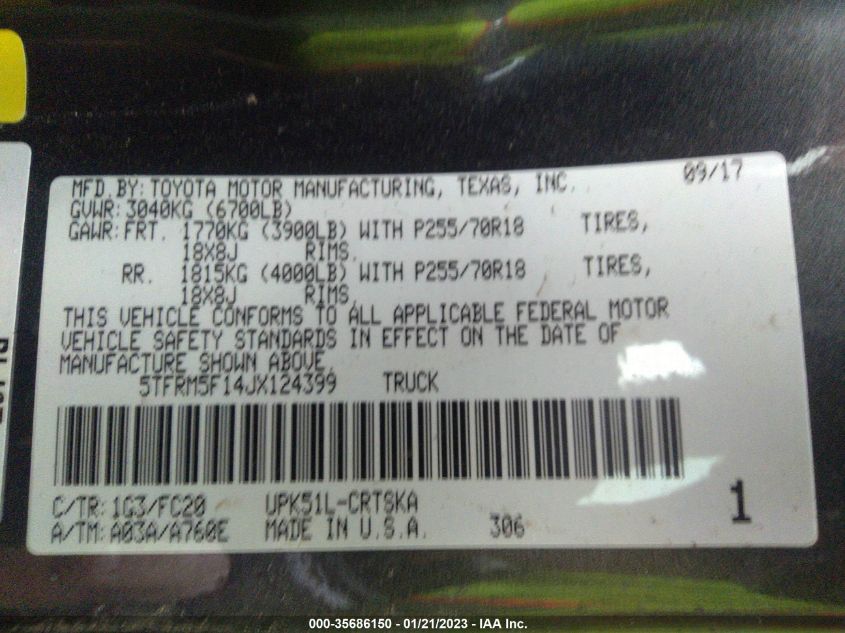 MFD. BY: TOYOTA MOTOR MANUFACTURING, TEXAS, INC. 09/17
GVWR: 3040KG (6700LB)
GAWR: FRT. 1770KG (3900LB) WITH P255/70R18 TIRES,
18X8J RIMS,
RR. 1815KG (4000LB) WITH P255/70R18 TIRES,
18X8J RIMS,
THIS VEHICLE CONFORMS TO ALL APPLICABLE FEDERAL MOTOR
VEHICLE SAFETY STANDARDS IN EFFECT ON THE DATE OF
MANUFACTURE SHOWN ABOVE.
5TFRM5F14JX124399 TRUCK
C/TR: 1G3/FC20 UPK51L-CRTSKA
A/TM: A03A/A760E MADE IN U.S.A. 306 1
000-35686150 - 01/21/2023 - IAA Inc.